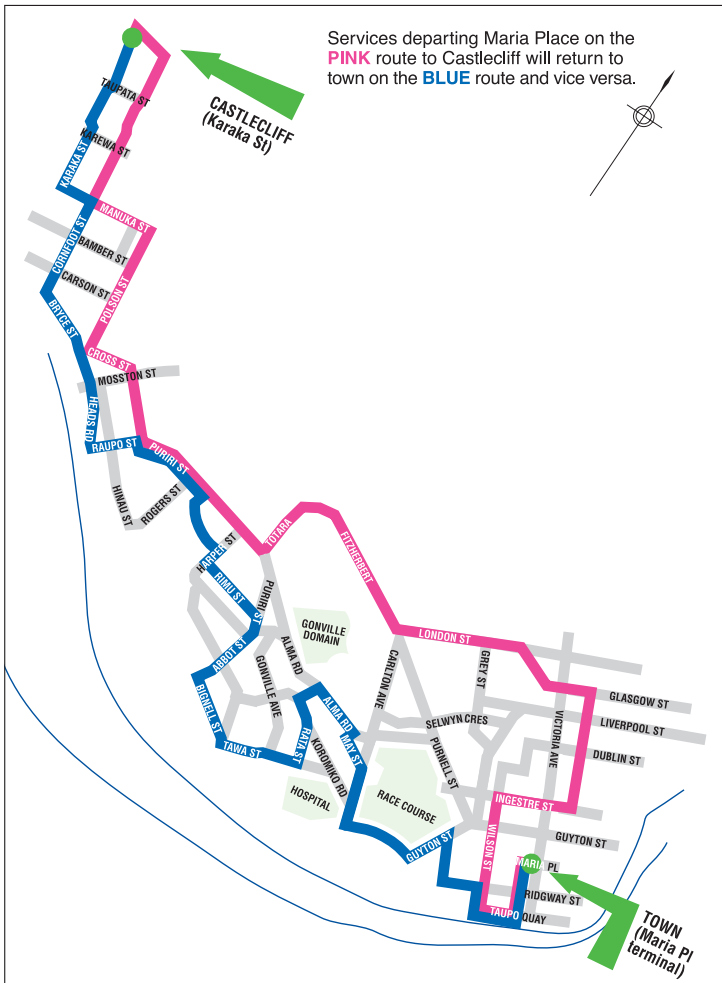 Services departing Maria Place on the
PINK route to Castlecliff will return to
town on the BLUE route and vice versa.
CASTLECLIFF
(Karaka St)
TAUPATA ST
KAREWA ST
KARAKA ST
MANUKA ST
CORNFOOT ST
BAMBER ST
CARSON ST
POLSON ST
BRYCE ST
CROSS ST
MOSSTON ST
HEADS RD
RAUPO ST
PURIRI ST
HINAU ST
ROGERS ST
TOTARA
FITZHERBERT
HARPER ST
RIMU ST
PURIRI ST
GONVILLE
DOMAIN
LONDON ST
ABBOT ST
ALMA RD
CARLTON AVE
GREY ST
GLASGOW ST
BIGNELL ST
GONVILLE AVE
ALMA RD
SELWYN CRES
VICTORIA AVE
LIVERPOOL ST
TAWA ST
RATA ST
MAY ST
DUBLIN ST
KOROMIKO RD
PURNELL ST
HOSPITAL
RACE COURSE
INGESTRE ST
GUYTON ST
WILSON ST
GUYTON ST
MARIA PL
RIDGWAY ST
TAUPO QUAY
TOWN
(Maria Pl
terminal)